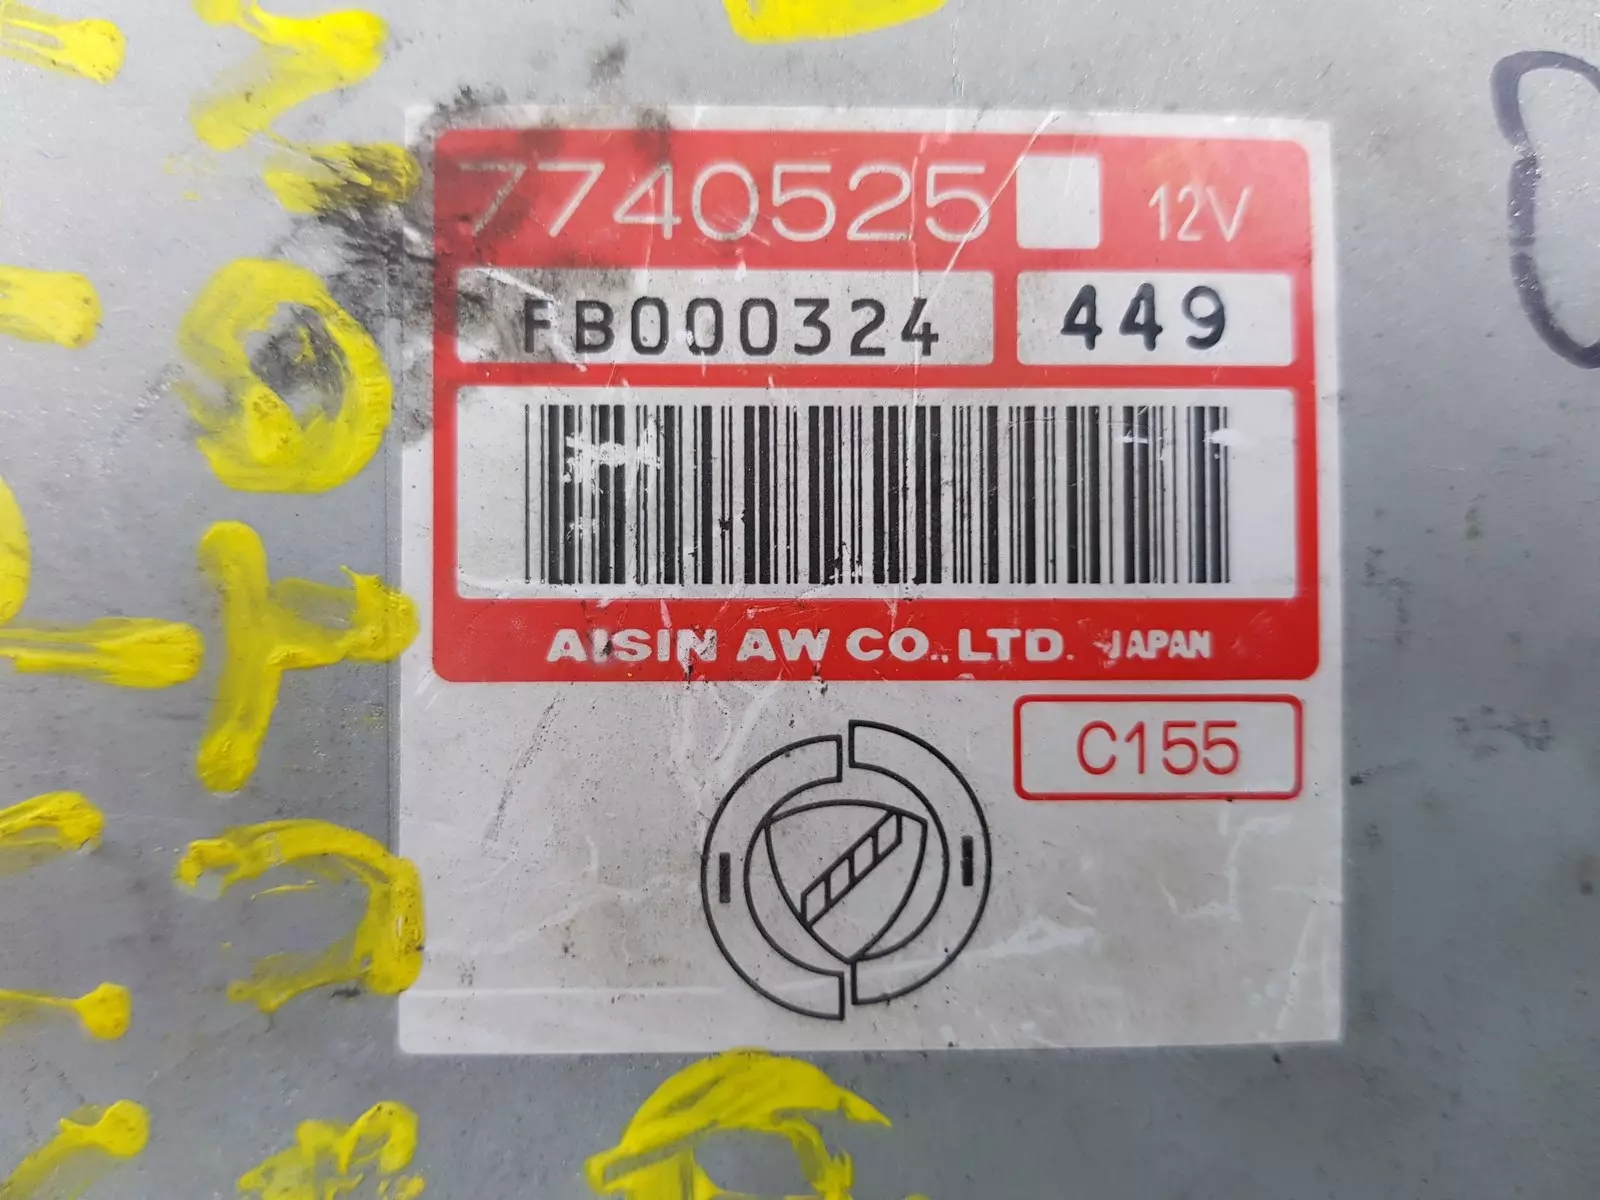 7740525 12V
FB000324 449
AISIN AW CO., LTD. JAPAN
C155